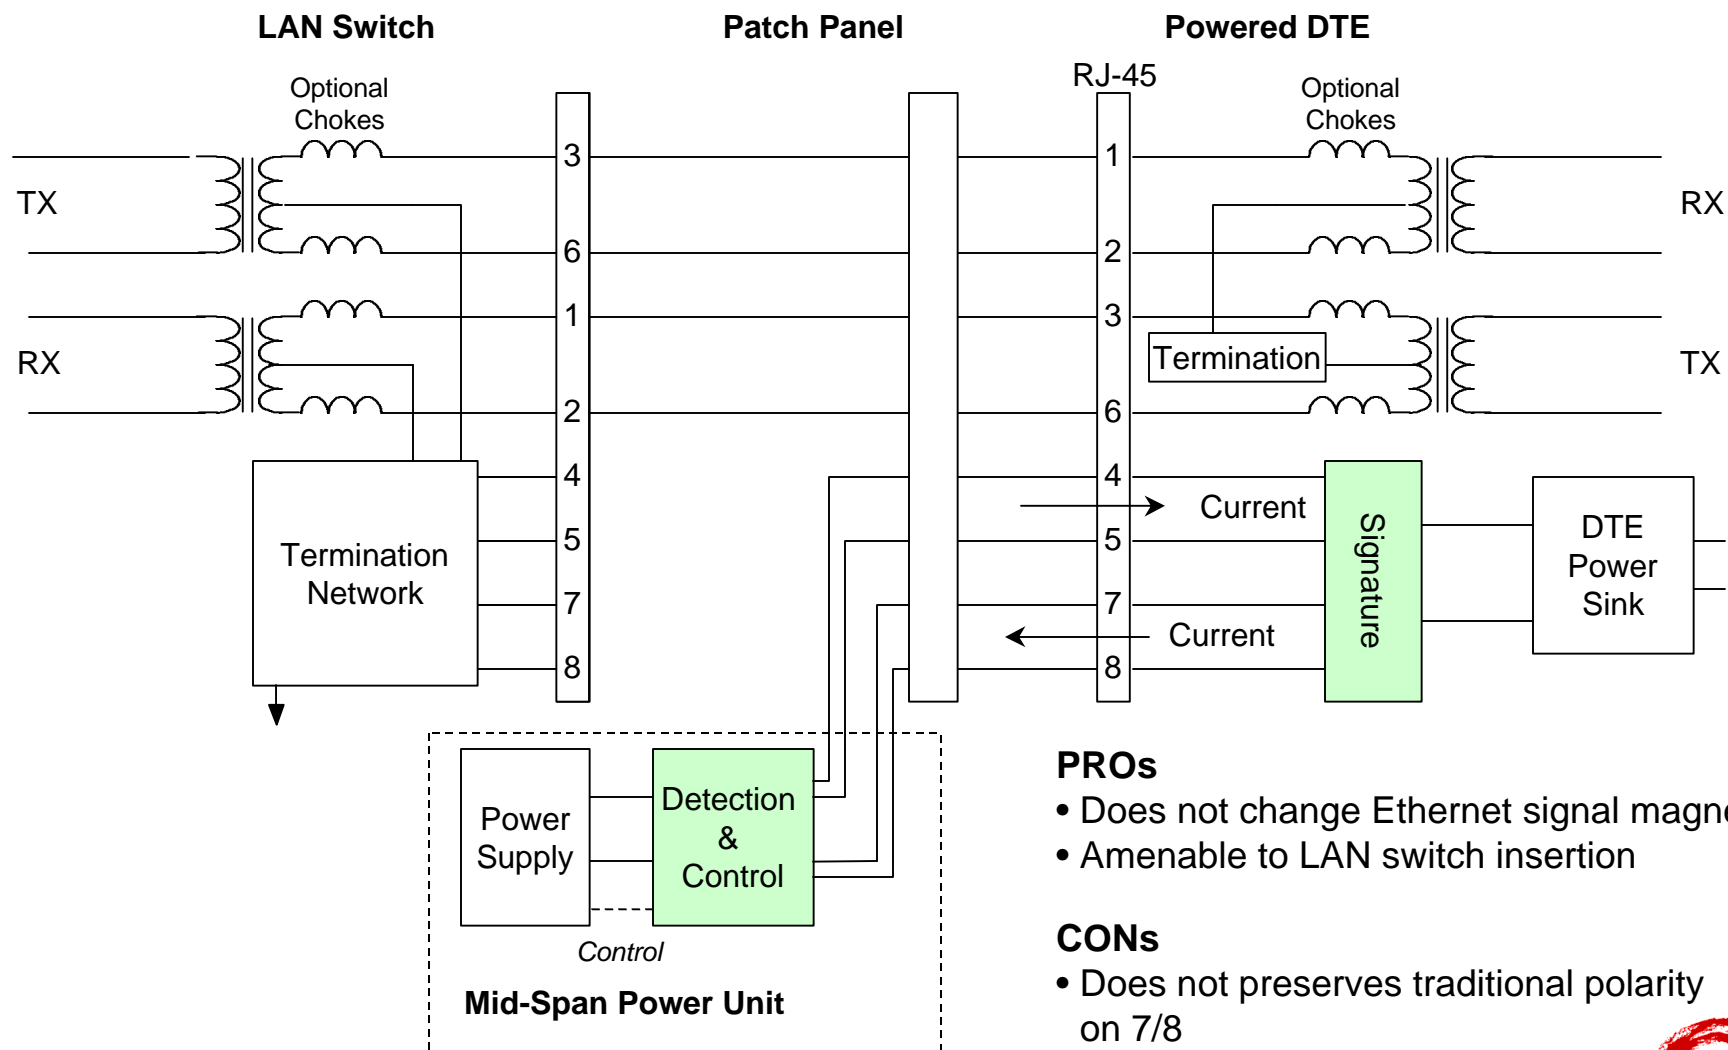 LAN Switch
Patch Panel
Powered DTE
RJ-45
Optional
Chokes
Optional
Chokes
3
1
TX
RX
6
2
1
3
RX
Termination
TX
2
6
4
4
Current
5
5
Termination
Network
Signature
DTE
Power
Sink
7
7
Current
8
8
Power
Supply
Detection
&
Control
Control
Mid-Span Power Unit
PROs
• Does not change Ethernet signal magne
• Amenable to LAN switch insertion
CONs
• Does not preserves traditional polarity
on 7/8